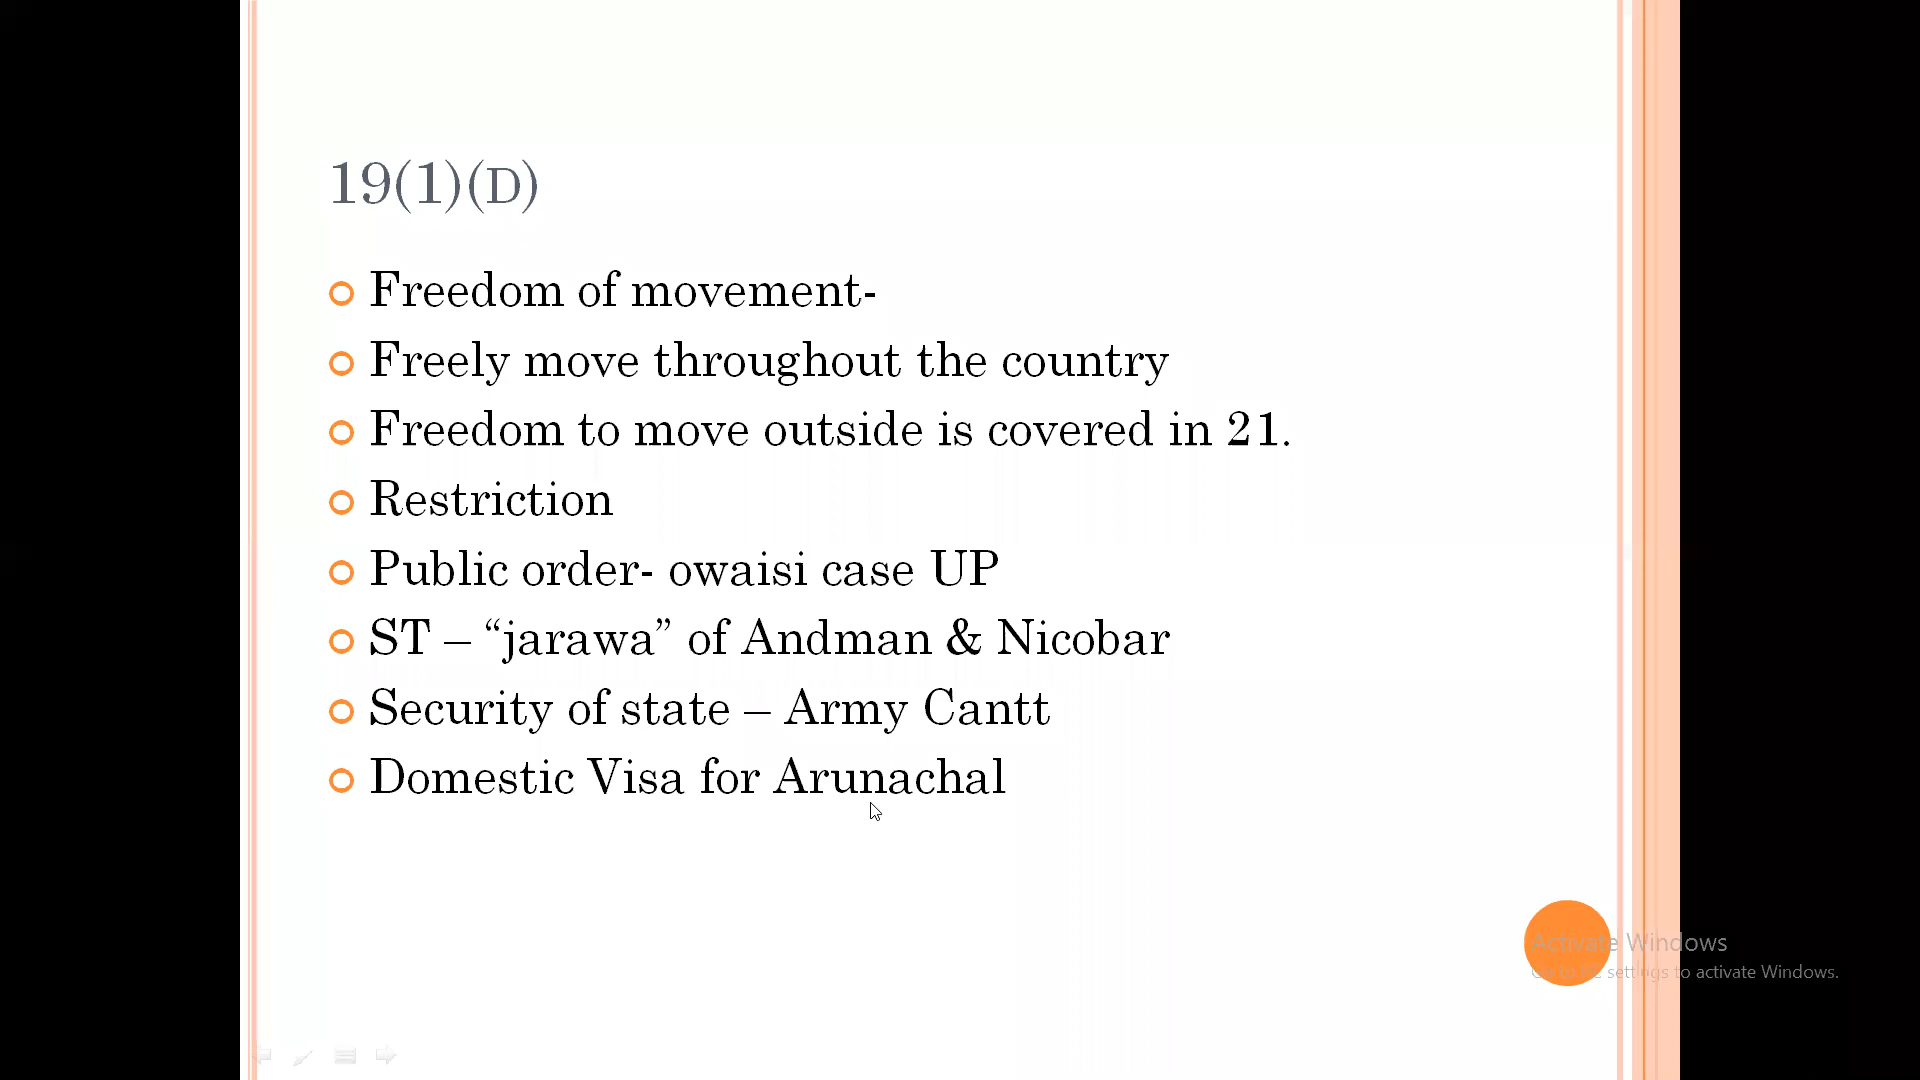 19(1)(D)
Freedom of movement-
Freely move throughout the country
Freedom to move outside is covered in 21.
Restriction
Public order- owaisi case UP
ST – “jarawa” of Andman & Nicobar
Security of state – Army Cantt
Domestic Visa for Arunachal
Activate Windows
Go to PC settings to activate Windows.